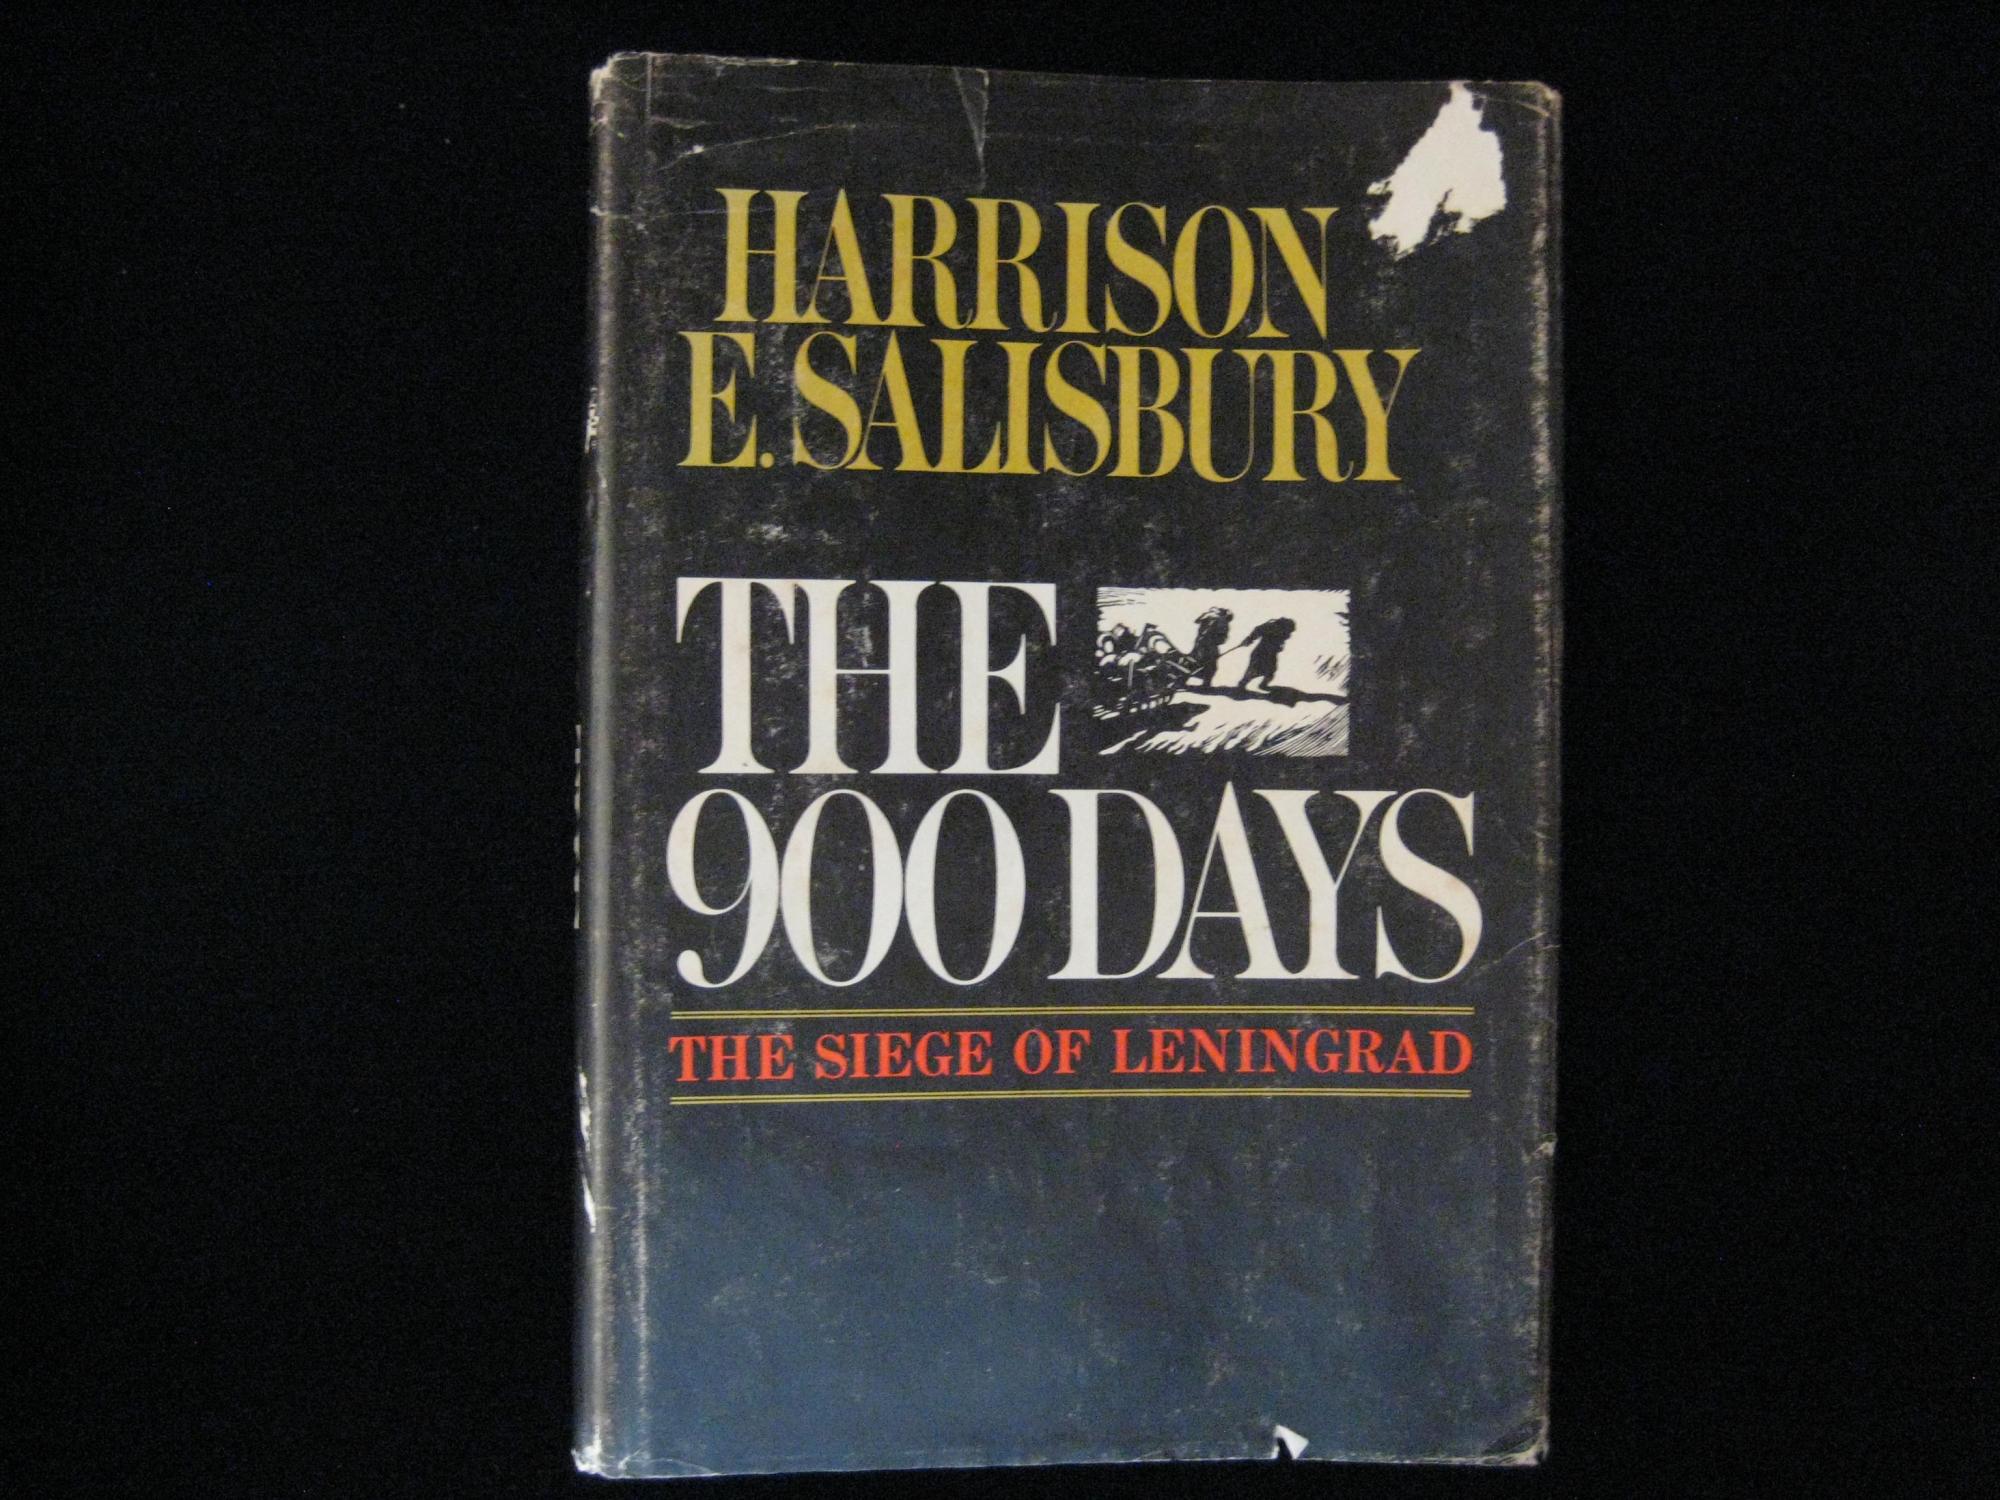 HARRISON
E. SALISBURY
THE
900 DAYS
THE SIEGE OF LENINGRAD